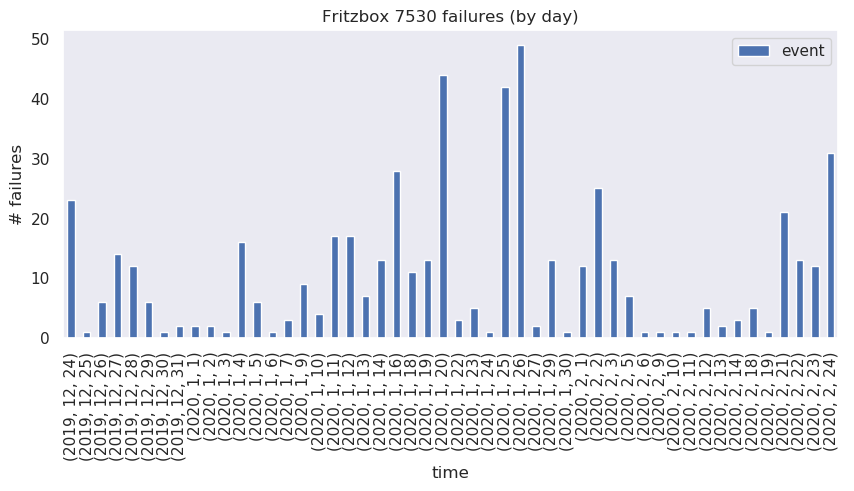 Fritzbox 7530 failures (by day)
event
# failures
50
40
30
20
10
0
(2019, 12, 24)
(2019, 12, 25)
(2019, 12, 26)
(2019, 12, 27)
(2019, 12, 28)
(2019, 12, 29)
(2019, 12, 30)
(2019, 12, 31)
(2020, 1, 1)
(2020, 1, 2)
(2020, 1, 3)
(2020, 1, 4)
(2020, 1, 5)
(2020, 1, 6)
(2020, 1, 7)
(2020, 1, 9)
(2020, 1, 10)
(2020, 1, 11)
(2020, 1, 12)
(2020, 1, 13)
(2020, 1, 14)
(2020, 1, 16)
(2020, 1, 18)
(2020, 1, 19)
(2020, 1, 20)
(2020, 1, 22)
(2020, 1, 23)
(2020, 1, 24)
(2020, 1, 25)
(2020, 1, 26)
(2020, 1, 27)
(2020, 1, 29)
(2020, 1, 30)
(2020, 2, 1)
(2020, 2, 2)
(2020, 2, 3)
(2020, 2, 5)
(2020, 2, 6)
(2020, 2, 9)
(2020, 2, 10)
(2020, 2, 11)
(2020, 2, 12)
(2020, 2, 13)
(2020, 2, 14)
(2020, 2, 18)
(2020, 2, 19)
(2020, 2, 21)
(2020, 2, 22)
(2020, 2, 23)
(2020, 2, 24)
time